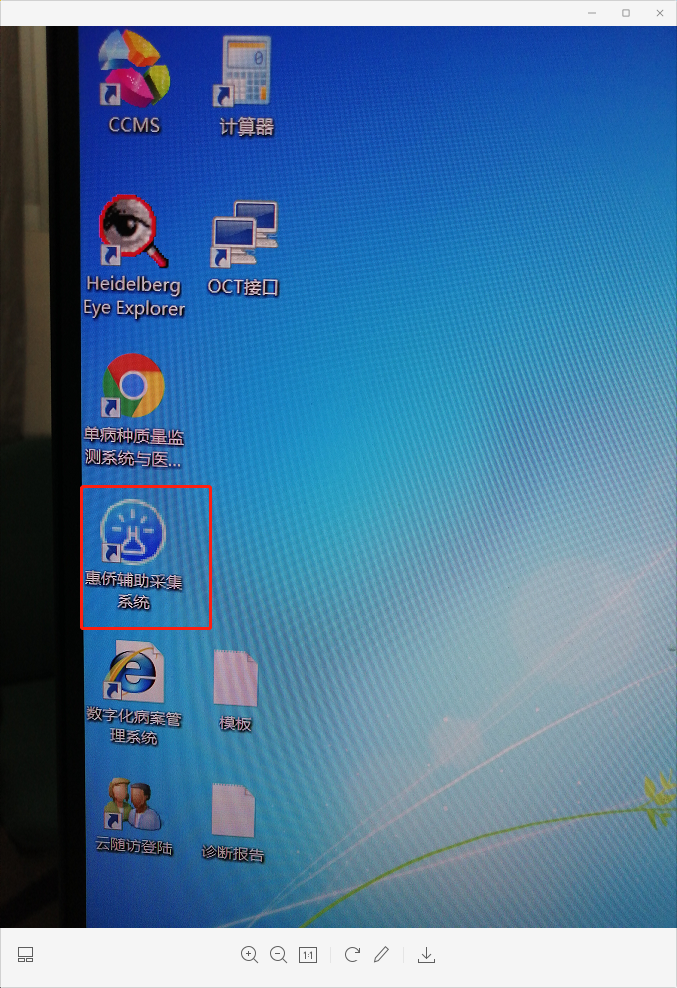 CCMS
计算器
Heidelberg
Eye Explorer
OCT接口
单病种质量监
测系统与医...
惠侨辅助采集
系统
数字化病案管
理系统
模板
云随访登陆
诊断报告
1:1